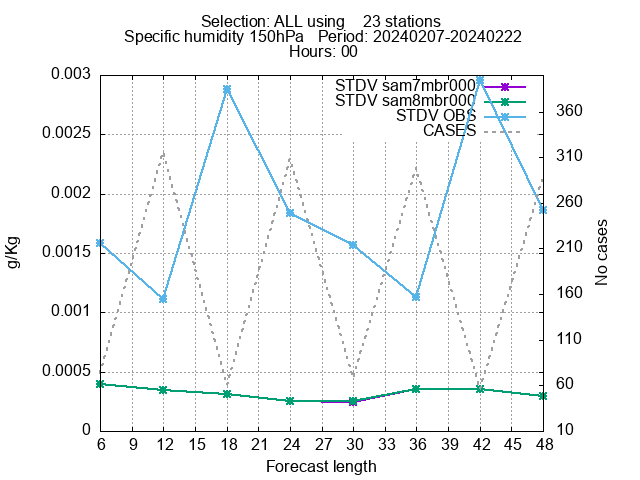 Selection: ALL using    23 stations
Specific humidity 150hPa   Period: 20240207-20240222
Hours: 00
STDV sam7mbr000
STDV sam8mbr000
STDV OBS
CASES
0.003
0.0025
0.002
0.0015
0.001
0.0005
0
g/Kg
360
310
260
210
160
110
60
10
No cases
6 9 12 15 18 21 24 27 30 33 36 39 42 45 48
Forecast length